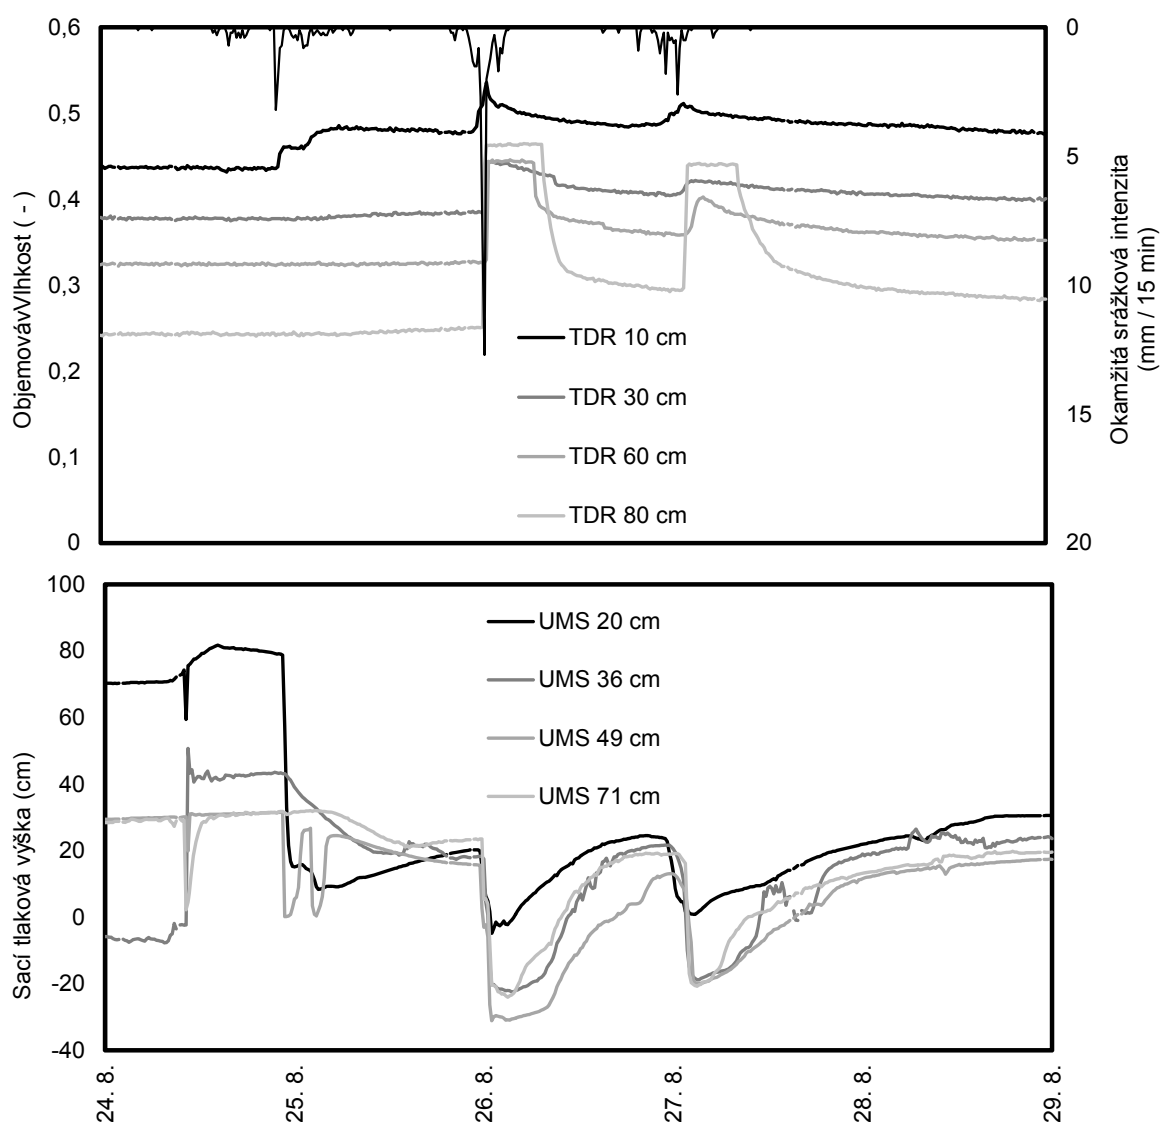 0,6
0,5
0,4
0,3
0,2
0,1
0
ObjemovávVlhkost ( - )
0
5
10
15
20
Okamžitá srážková intenzita
(mm / 15 min)
TDR 10 cm
TDR 30 cm
TDR 60 cm
TDR 80 cm
100
80
60
40
20
0
-20
-40
Sací tlaková výška (cm)
UMS 20 cm
UMS 36 cm
UMS 49 cm
UMS 71 cm
24. 8.
25. 8.
26. 8.
27. 8.
28. 8.
29. 8.